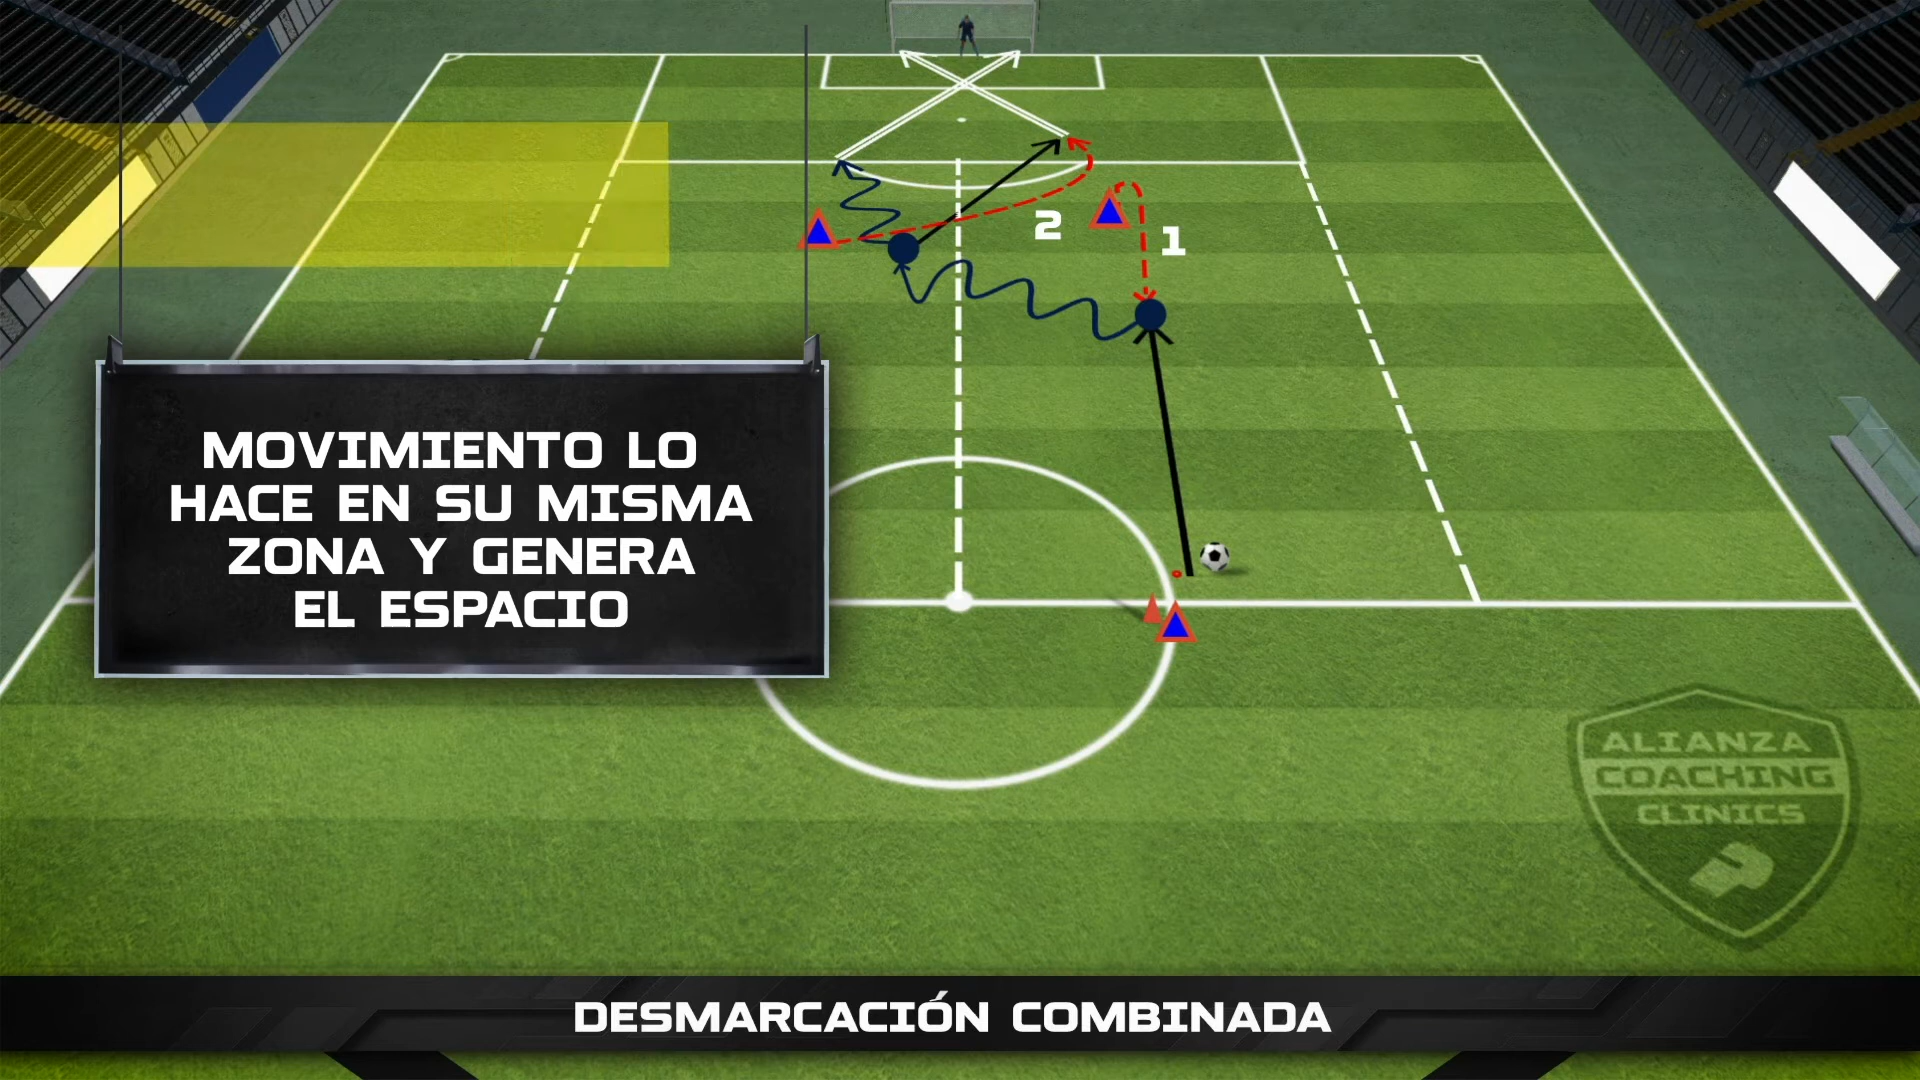 2
1
MOVIMIENTO LO
HACE EN SU MISMA
ZONA Y GENERA
EL ESPACIO
ALIANZA
COACHING
CLINICS
DESMARCACIÓN COMBINADA